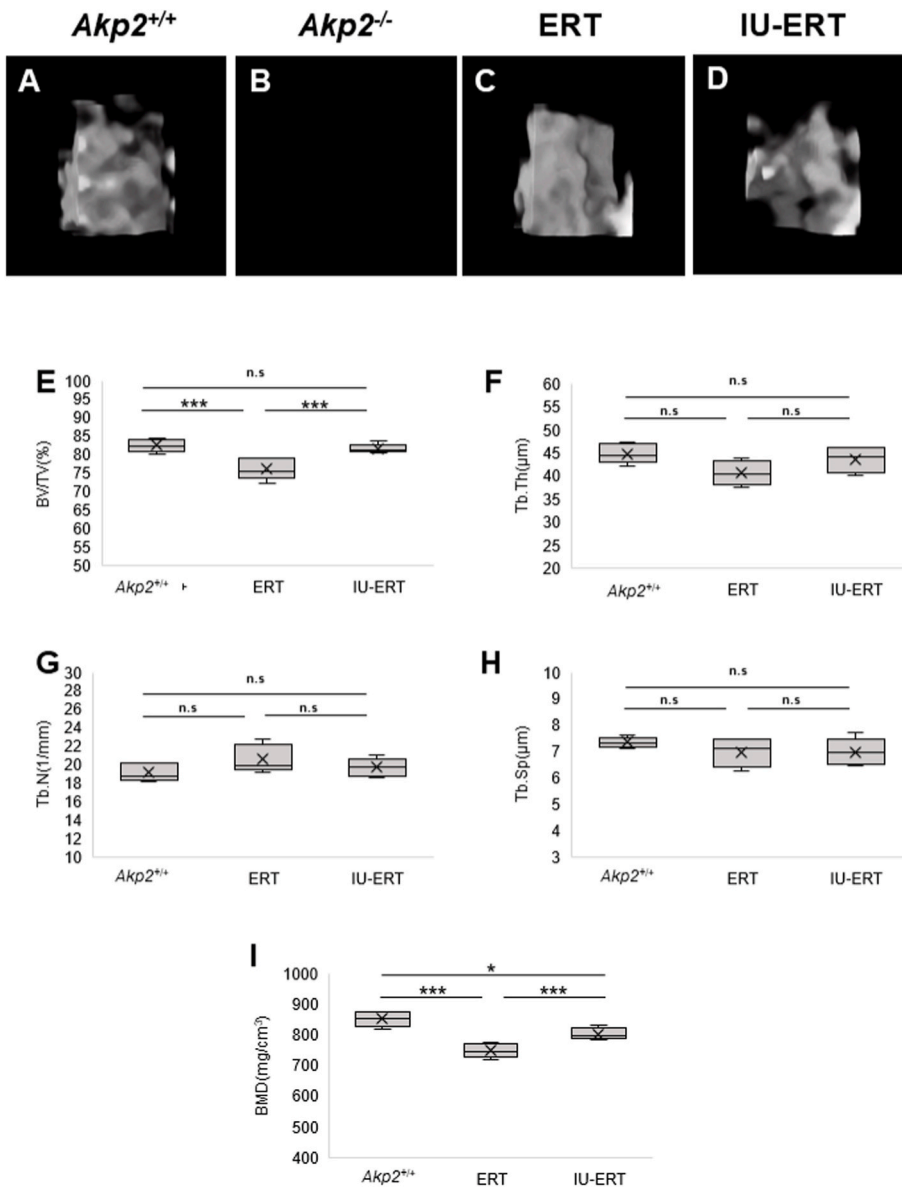 Akp2+/+ Akp2-/- ERT IU-ERT
A B C D
E
n.s
*** ***
BV/TV(%)
100
95
90
85
80
75
70
65
60
55
50
Akp2+/+ ERT IU-ERT
F
n.s
n.s n.s
Tb.Th(µm)
60
55
50
45
40
35
30
25
20
Akp2+/+ ERT IU-ERT
G
n.s
n.s n.s
Tb.N(1/mm)
30
28
26
24
22
20
18
16
14
12
10
Akp2+/+ ERT IU-ERT
H
n.s
n.s n.s
Tb.Sp(µm)
10
9
8
7
6
5
4
3
Akp2+/+ ERT IU-ERT
I
*
*** ***
BMD(mg/cm³)
1000
900
800
700
600
500
400
Akp2+/+ ERT IU-ERT